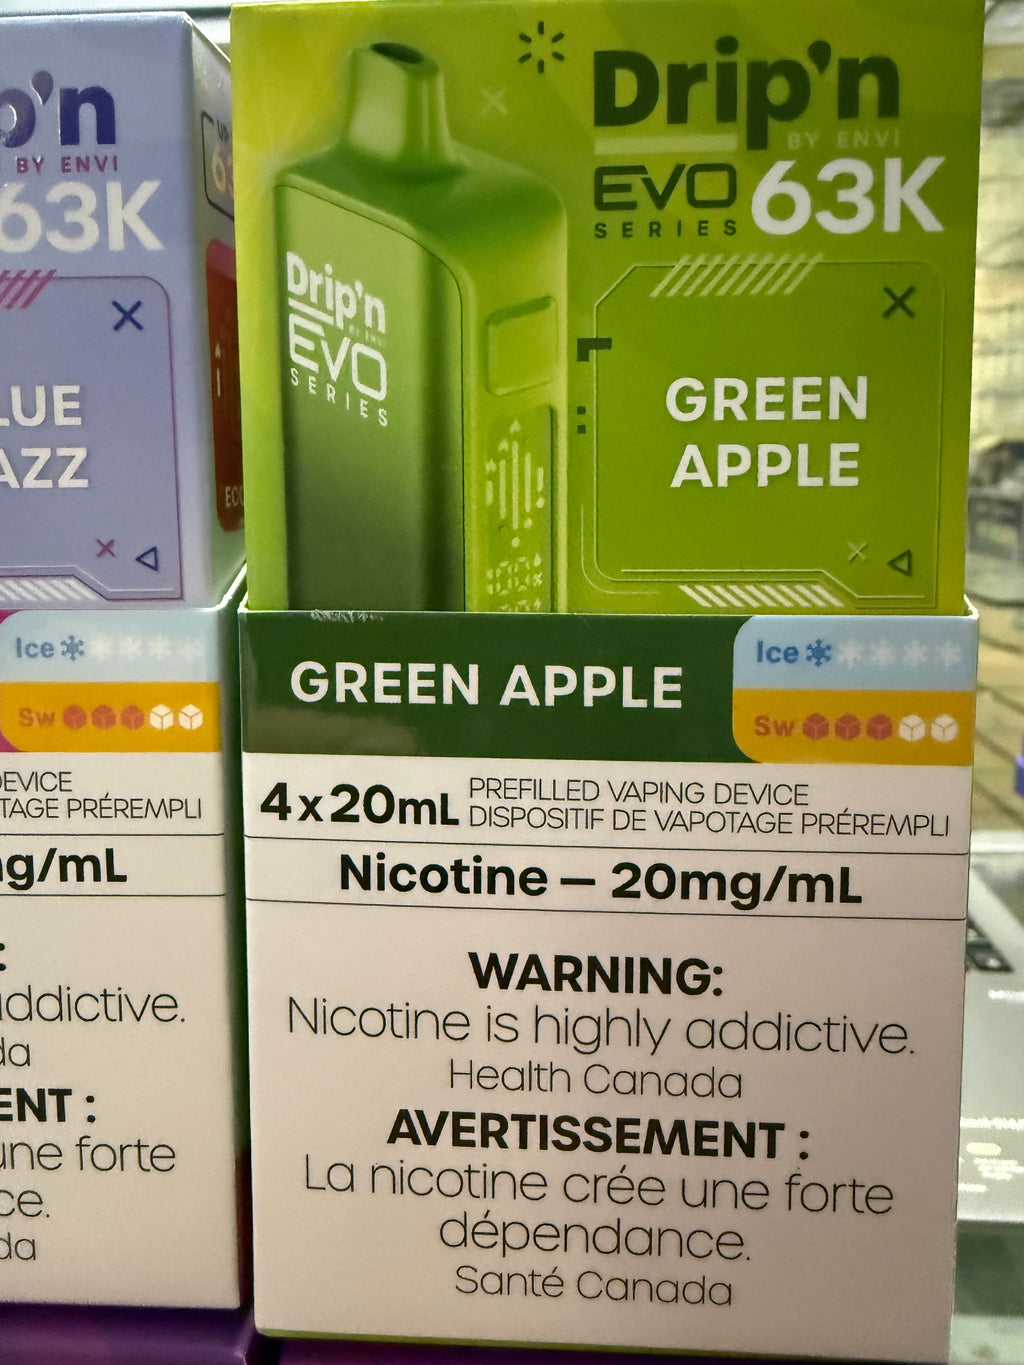 p'n
BY ENVI
63K
LUE
AZZ
Ice
Sw
DEVICE
TAGE PRÉREMPLI
mg/mL
:
addictive.
da
ENT :
une forte
ce.
da
Drip'n
BY ENVI
EVO 63K
SERIES
Drip'n
BY ENVI
EVO
SERIES
GREEN
APPLE
GREEN APPLE
Ice
Sw
4x20mL PREFILLED VAPING DEVICE
DISPOSITIF DE VAPOTAGE PRÉREMPLI
Nicotine – 20mg/mL
WARNING:
Nicotine is highly addictive.
Health Canada
AVERTISSEMENT :
La nicotine crée une forte
dépendance.
Santé Canada